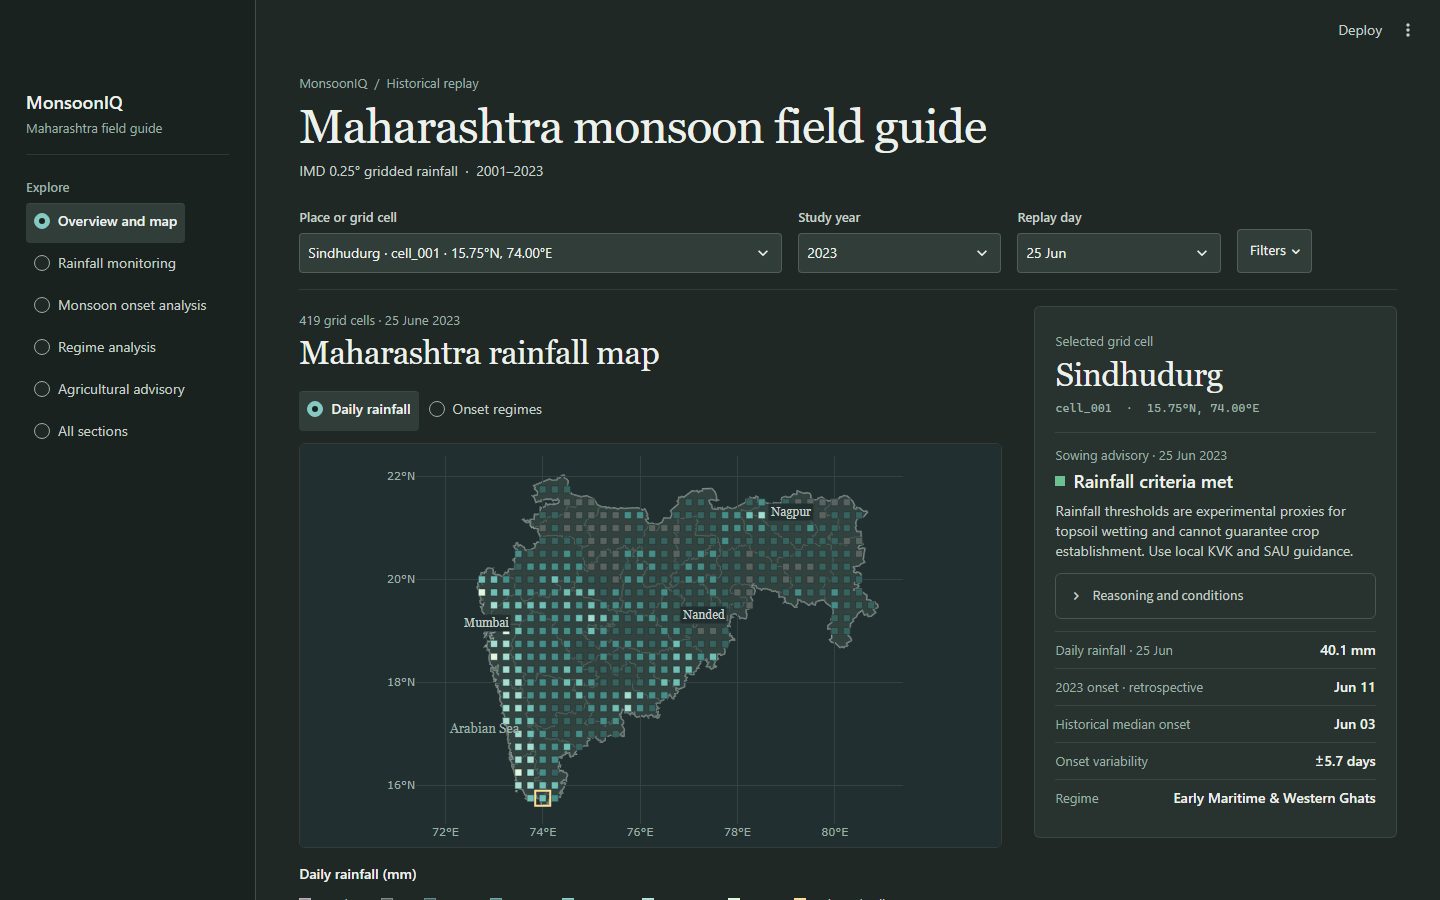 Deploy
MonsoonIQ
Maharashtra field guide
Explore
Overview and map
Rainfall monitoring
Monsoon onset analysis
Regime analysis
Agricultural advisory
All sections
MonsoonIQ / Historical replay
Maharashtra monsoon field guide
IMD 0.25° gridded rainfall · 2001–2023
Place or grid cell
Sindhudurg · cell_001 · 15.75°N, 74.00°E
Study year
2023
Replay day
25 Jun
Filters
419 grid cells · 25 June 2023
Maharashtra rainfall map
Daily rainfall
Onset regimes
22°N
20°N
18°N
16°N
72°E
74°E
76°E
78°E
80°E
Nagpur
Nanded
Mumbai
Arabian Sea
Daily rainfall (mm)
Selected grid cell
Sindhudurg
cell_001 · 15.75°N, 74.00°E
Sowing advisory · 25 Jun 2023
Rainfall criteria met
Rainfall thresholds are experimental proxies for
topsoil wetting and cannot guarantee crop
establishment. Use local KVK and SAU guidance.
Reasoning and conditions
Daily rainfall · 25 Jun 40.1 mm
2023 onset · retrospective Jun 11
Historical median onset Jun 03
Onset variability ±5.7 days
Regime Early Maritime & Western Ghats